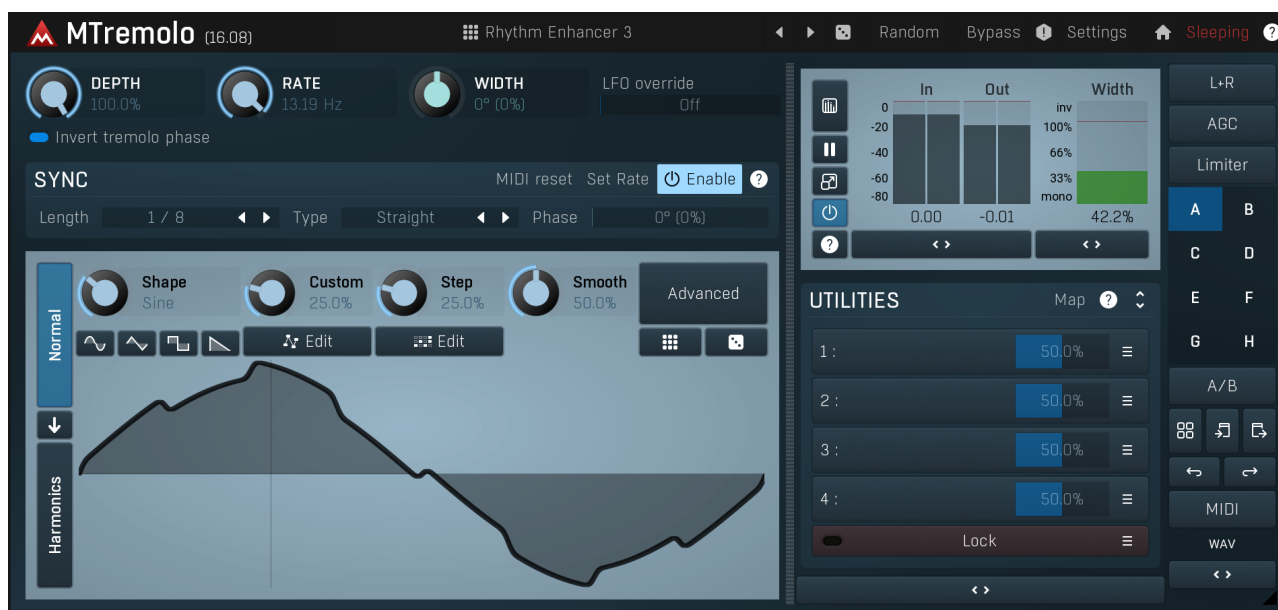 MTremolo (16.08) Rhythm Enhancer 3 Random Bypass Settings Sleeping ?
DEPTH
100.0%
RATE
13.19 Hz
WIDTH
0° (0%)
LFO override
Off
Invert tremolo phase
SYNC MIDI reset Set Rate Enable ?
Length 1 / 8 Type Straight Phase 0° (0%)
Normal
Harmonics
Shape
Sine
Custom
25.0%
Step
25.0%
Smooth
50.0%
Advanced
Edit Edit
In Out Width
0
-20
-40
-60
-80
inv
100%
66%
33%
mono
0.00 -0.01 42.2%
?
UTILITIES Map ?
1 : 50.0%
2 : 50.0%
3 : 50.0%
4 : 50.0%
Lock
L+R
AGC
Limiter
A B
C D
E F
G H
A/B
MIDI
WAV